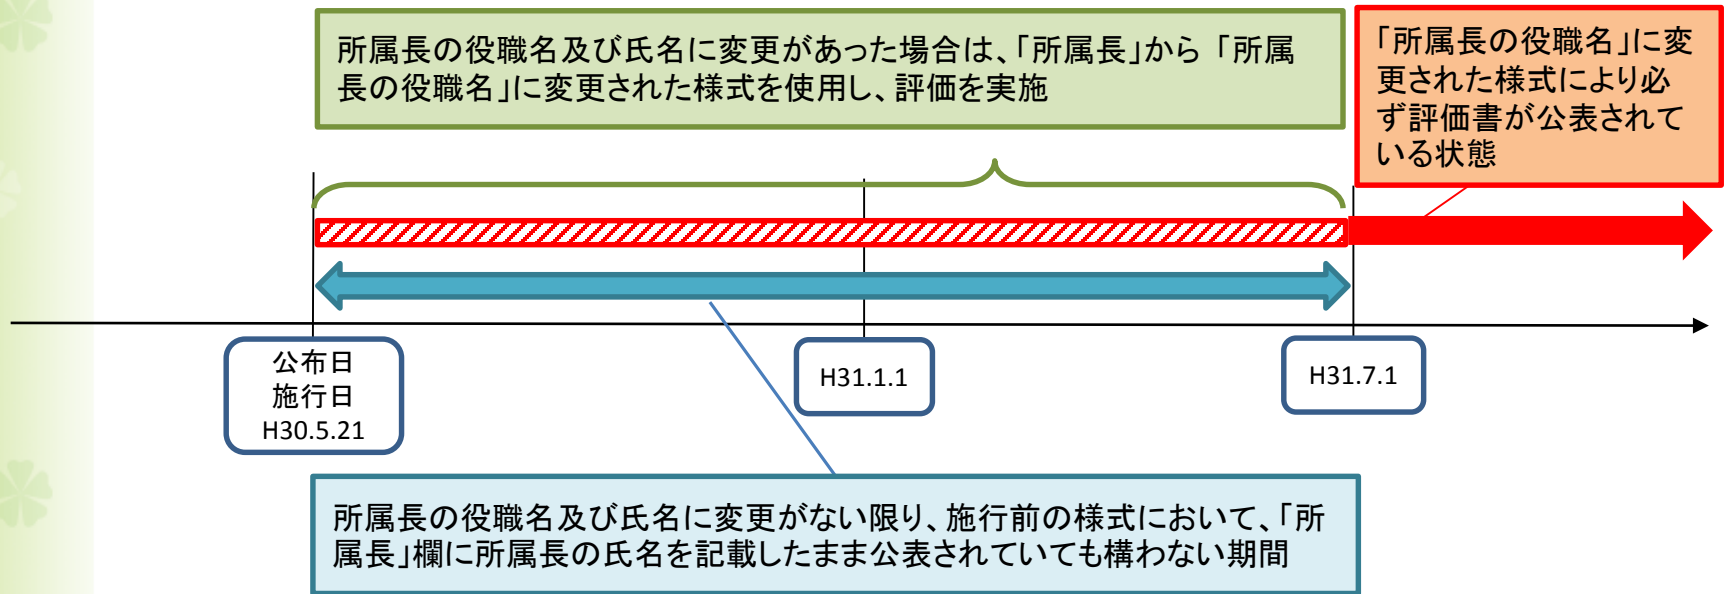 所属長の役職名及び氏名に変更があった場合は、「所属長」から 「所属
長の役職名」に変更された様式を使用し、評価を実施
「所属長の役職名」に変
更された様式により必
ず評価書が公表されて
いる状態
公布日
施行日
H30.5.21
H31.1.1
H31.7.1
所属長の役職名及び氏名に変更がない限り、施行前の様式において、「所
属長」欄に所属長の氏名を記載したまま公表されていても構わない期間